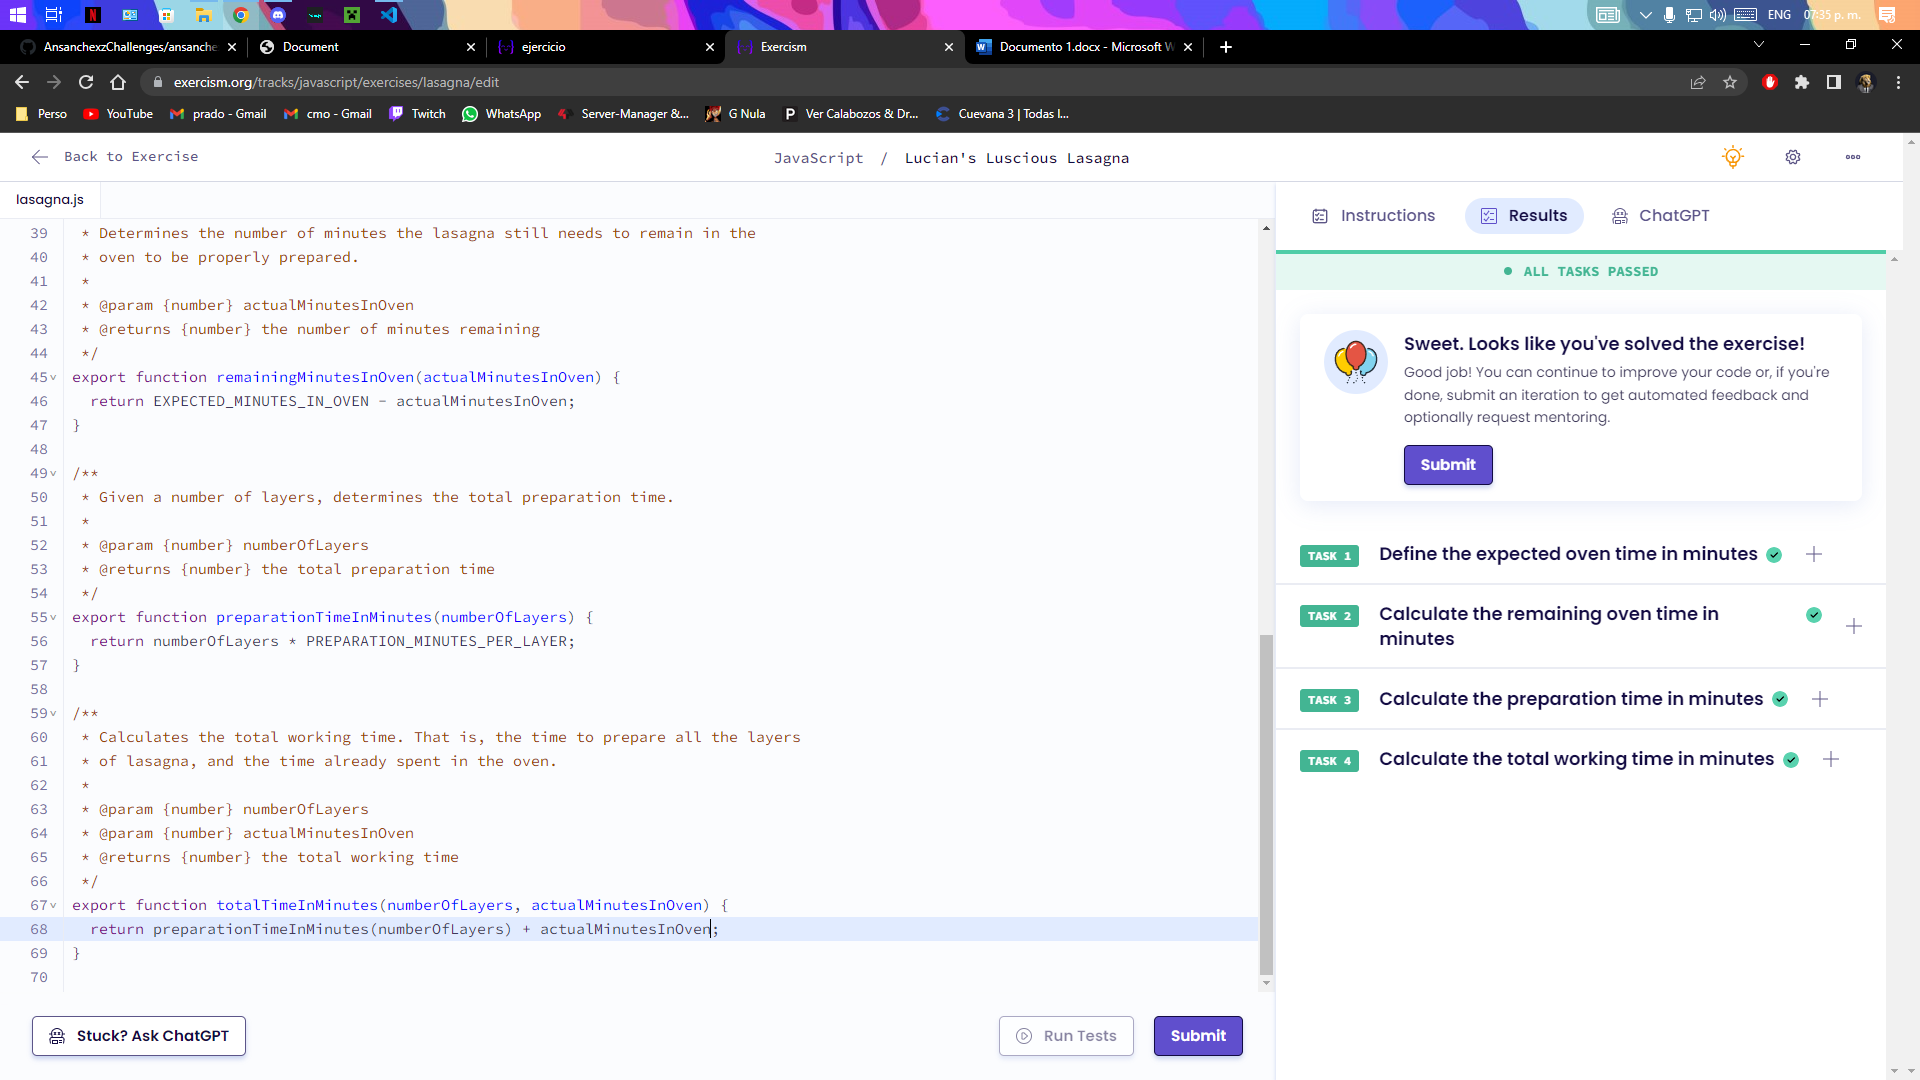 ENG 07:35 p. m.
AnsanchexzChallenges/ansanche
Document
ejercicio
Exercism
Documento 1.docx - Microsoft W
exercism.org/tracks/javascript/exercises/lasagna/edit
Perso
YouTube
prado - Gmail
cmo - Gmail
Twitch
WhatsApp
Server-Manager &...
G Nula
Ver Calabozos & Dr...
Cuevana 3 | Todas l...
Back to Exercise
JavaScript / Lucian's Luscious Lasagna
lasagna.js
39 * Determines the number of minutes the lasagna still needs to remain in the
40 * oven to be properly prepared.
41 *
42 * @param {number} actualMinutesInOven
43 * @returns {number} the number of minutes remaining
44 */
45 export function remainingMinutesInOven(actualMinutesInOven) {
46 return EXPECTED_MINUTES_IN_OVEN - actualMinutesInOven;
47 }
48
49 /**
50 * Given a number of layers, determines the total preparation time.
51 *
52 * @param {number} numberOfLayers
53 * @returns {number} the total preparation time
54 */
55 export function preparationTimeInMinutes(numberOfLayers) {
56 return numberOfLayers * PREPARATION_MINUTES_PER_LAYER;
57 }
58
59 /**
60 * Calculates the total working time. That is, the time to prepare all the layers
61 * of lasagna, and the time already spent in the oven.
62 *
63 * @param {number} numberOfLayers
64 * @param {number} actualMinutesInOven
65 * @returns {number} the total working time
66 */
67 export function totalTimeInMinutes(numberOfLayers, actualMinutesInOven) {
68 return preparationTimeInMinutes(numberOfLayers) + actualMinutesInOven;
69 }
70
Stuck? Ask ChatGPT
Run Tests
Submit
Instructions
Results
ChatGPT
ALL TASKS PASSED
Sweet. Looks like you've solved the exercise!
Good job! You can continue to improve your code or, if you're
done, submit an iteration to get automated feedback and
optionally request mentoring.
Submit
TASK 1 Define the expected oven time in minutes
TASK 2 Calculate the remaining oven time in
minutes
TASK 3 Calculate the preparation time in minutes
TASK 4 Calculate the total working time in minutes